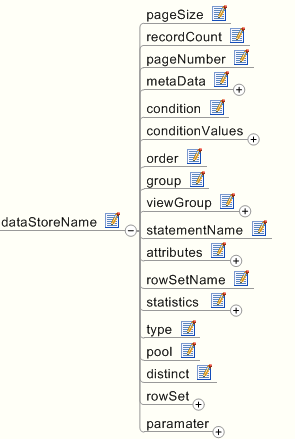 pageSize
recordCount
pageNumber
metaData
condition
conditionValues
order
group
viewGroup
dataStoreName
statementName
attributes
rowSetName
statistics
type
pool
distinct
rowSet
paramater